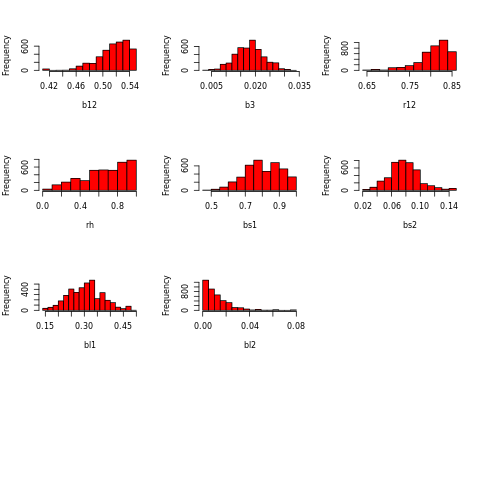 Frequency
0 600
0.42 0.46 0.50 0.54
b12
Frequency
0 600
0.005 0.020 0.035
b3
Frequency
0 800
0.65 0.75 0.85
r12
Frequency
0 600
0.0 0.4 0.8
rh
Frequency
0 600
0.5 0.7 0.9
bs1
Frequency
0 600
0.02 0.06 0.10 0.14
bs2
Frequency
0 400
0.15 0.30 0.45
bl1
Frequency
0 800
0.00 0.04 0.08
bl2